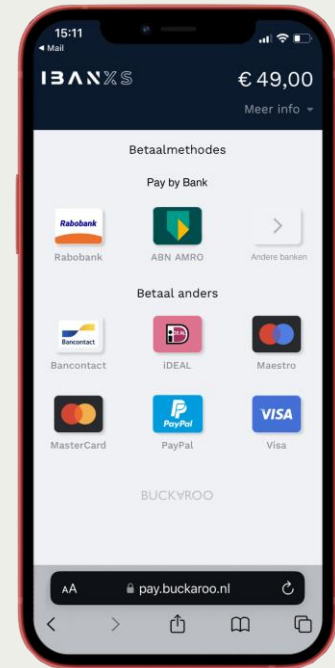 15:11
Mail
IBANXS
€ 49,00
Meer info
Betaalmethodes
Pay by Bank
Rabobank
Rabobank
ABN AMRO
Andere banken
Betaal anders
Bancontact
iDEAL
Bancontact
iDEAL
Maestro
PayPal
VISA
MasterCard
PayPal
Visa
BUCKAROO
AA
pay.buckaroo.nl